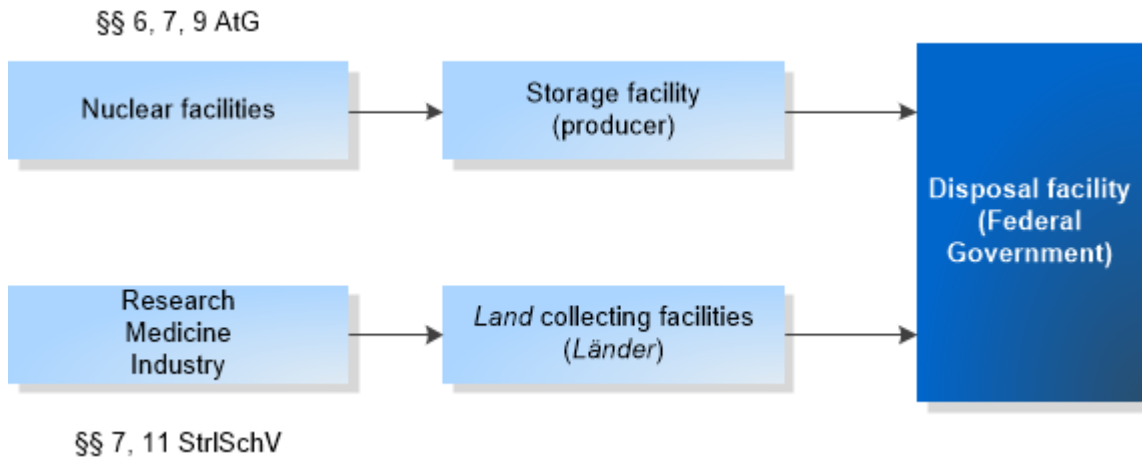 §§ 6, 7, 9 AtG
Nuclear facilities
Storage facility
(producer)
Disposal facility
(Federal
Government)
Research
Medicine
Industry
Land collecting facilities
(Länder)
§§ 7, 11 StrlSchV